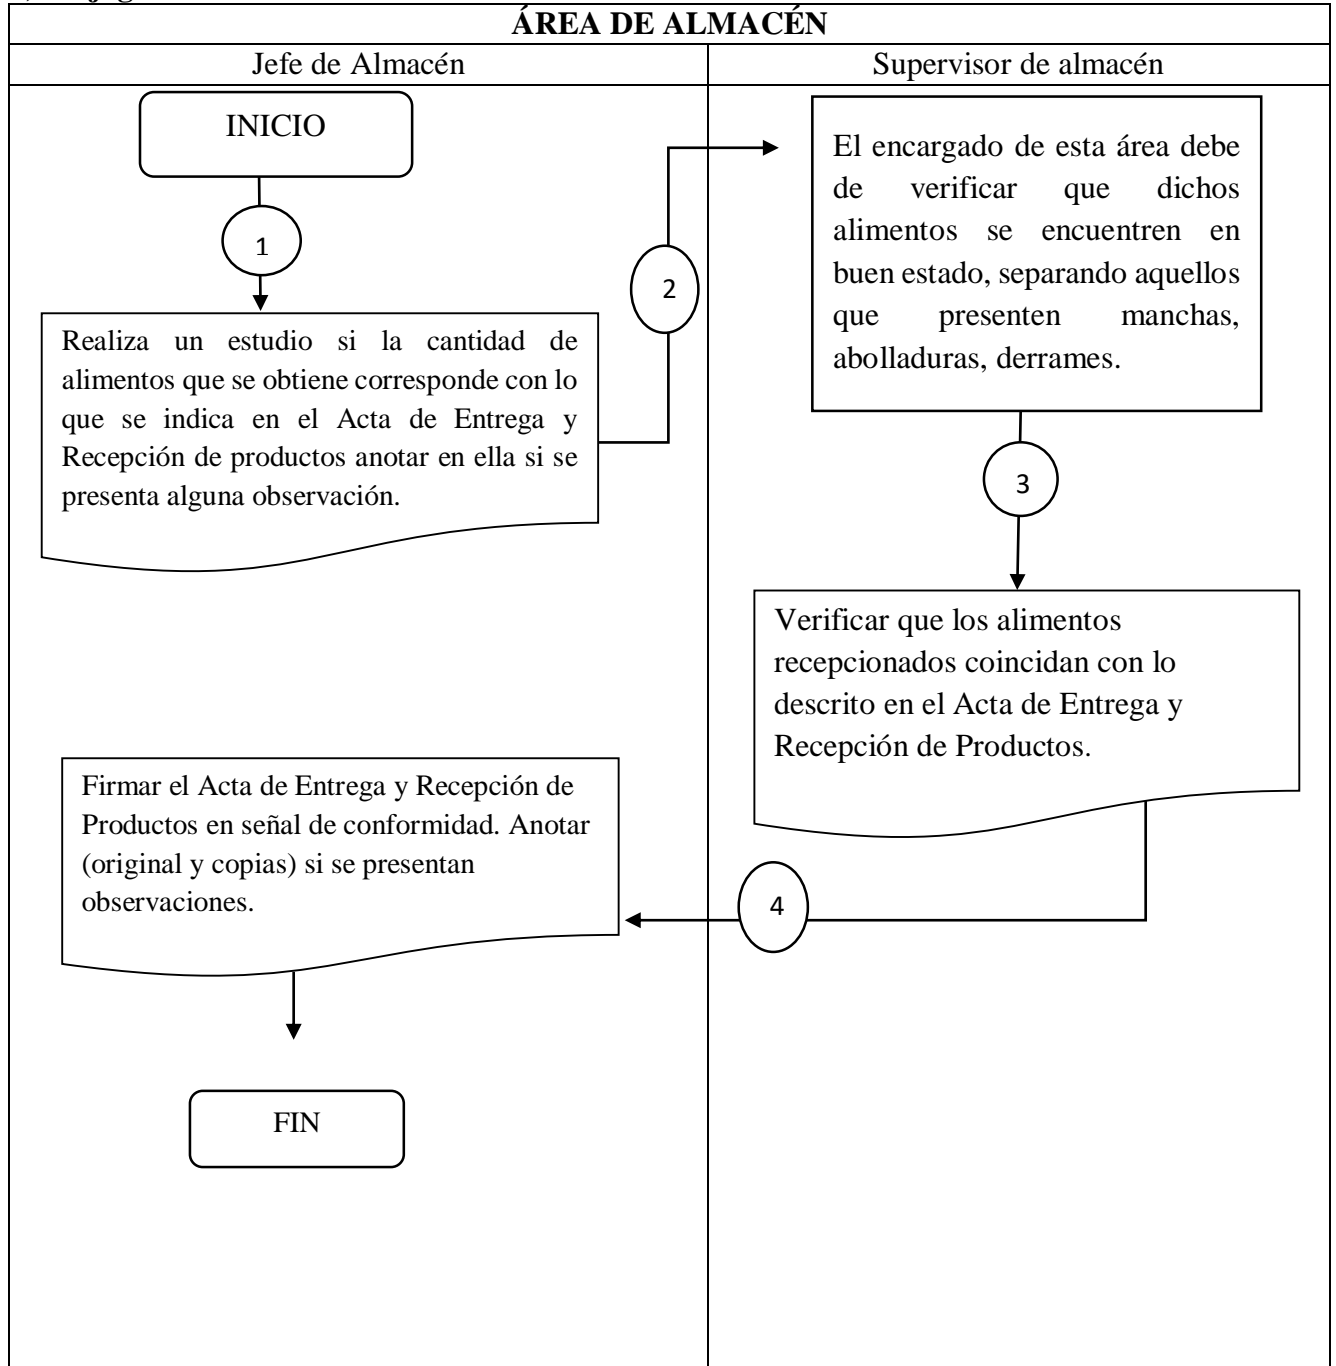 ÁREA DE ALMACÉN
Jefe de Almacén
Supervisor de almacén
INICIO
1
Realiza un estudio si la cantidad de
alimentos que se obtiene corresponde con lo
que se indica en el Acta de Entrega y
Recepción de productos anotar en ella si se
presenta alguna observación.
2
El encargado de esta área debe
de verificar que dichos
alimentos se encuentren en
buen estado, separando aquellos
que presenten manchas,
abolladuras, derrames.
3
Verificar que los alimentos
recepcionados coincidan con lo
descrito en el Acta de Entrega y
Recepción de Productos.
4
Firmar el Acta de Entrega y Recepción de
Productos en señal de conformidad. Anotar
(original y copias) si se presentan
observaciones.
FIN